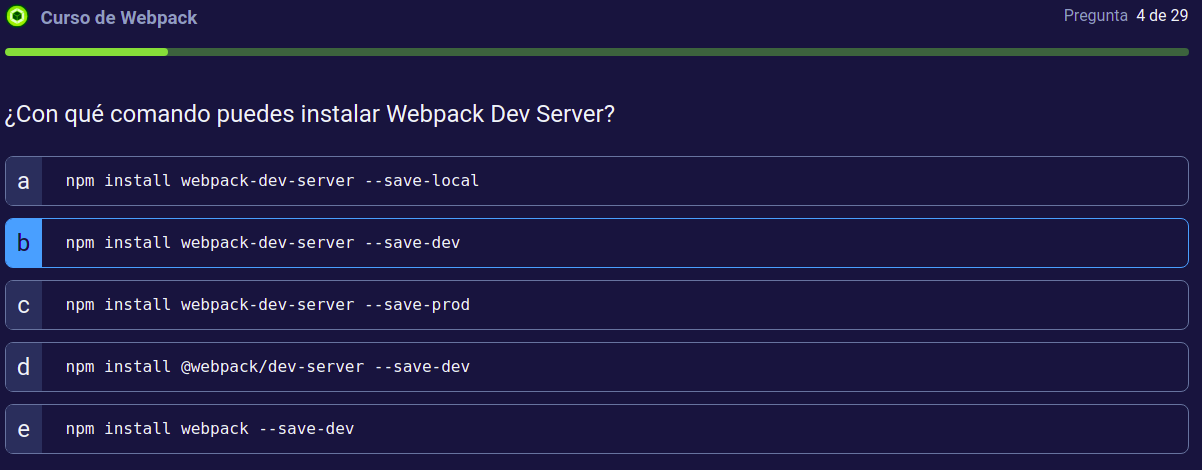 Curso de Webpack
Pregunta 4 de 29
¿Con qué comando puedes instalar Webpack Dev Server?
a npm install webpack-dev-server --save-local
b npm install webpack-dev-server --save-dev
c npm install webpack-dev-server --save-prod
d npm install @webpack/dev-server --save-dev
e npm install webpack --save-dev